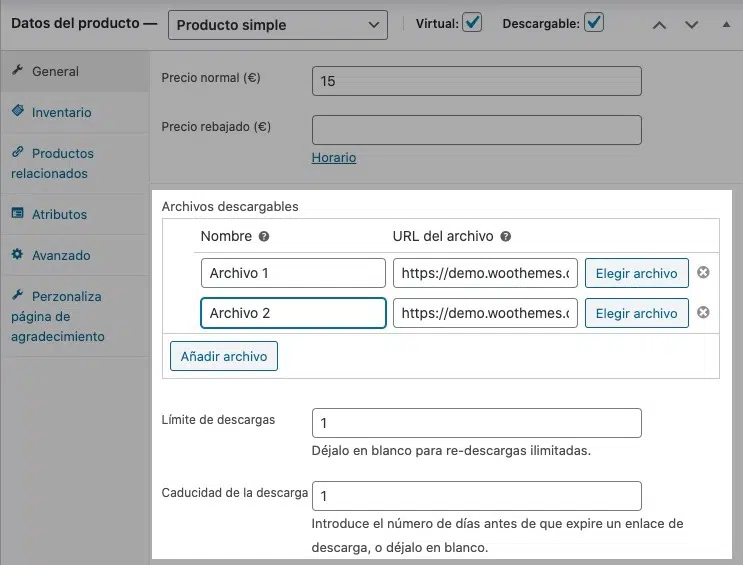 Datos del producto — Producto simple Virtual: Descargable:
General
Inventario
Productos
relacionados
Atributos
Avanzado
Perzonaliza
página de
agradecimiento
Precio normal (€) 15
Precio rebajado (€)
Horario
Archivos descargables
Nombre ? URL del archivo ?
Archivo 1 https://demo.woothemes.c Elegir archivo
Archivo 2 https://demo.woothemes.c Elegir archivo
Añadir archivo
Límite de descargas 1
Déjalo en blanco para re-descargas ilimitadas.
Caducidad de la descarga 1
Introduce el número de días antes de que expire un enlace de
descarga, o déjalo en blanco.